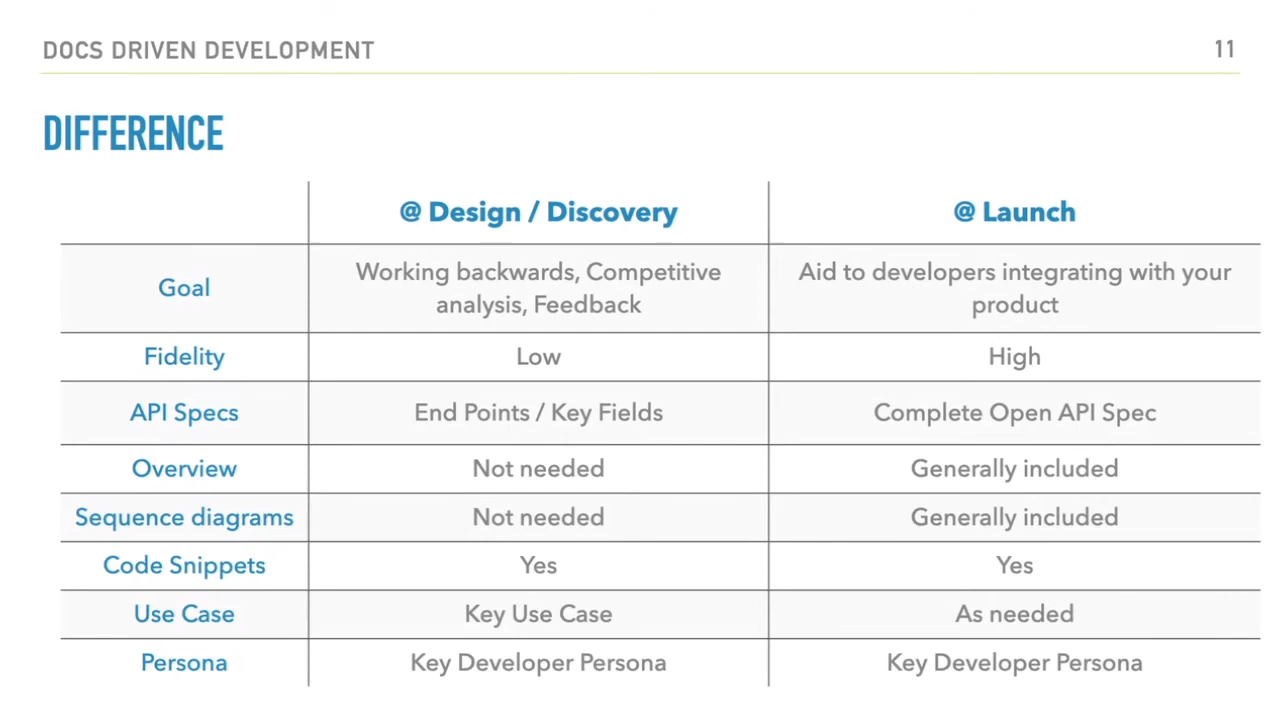 DOCS DRIVEN DEVELOPMENT 11
DIFFERENCE
@ Design / Discovery @ Launch
Goal Working backwards, Competitive analysis, Feedback Aid to developers integrating with your product
Fidelity Low High
API Specs End Points / Key Fields Complete Open API Spec
Overview Not needed Generally included
Sequence diagrams Not needed Generally included
Code Snippets Yes Yes
Use Case Key Use Case As needed
Persona Key Developer Persona Key Developer Persona